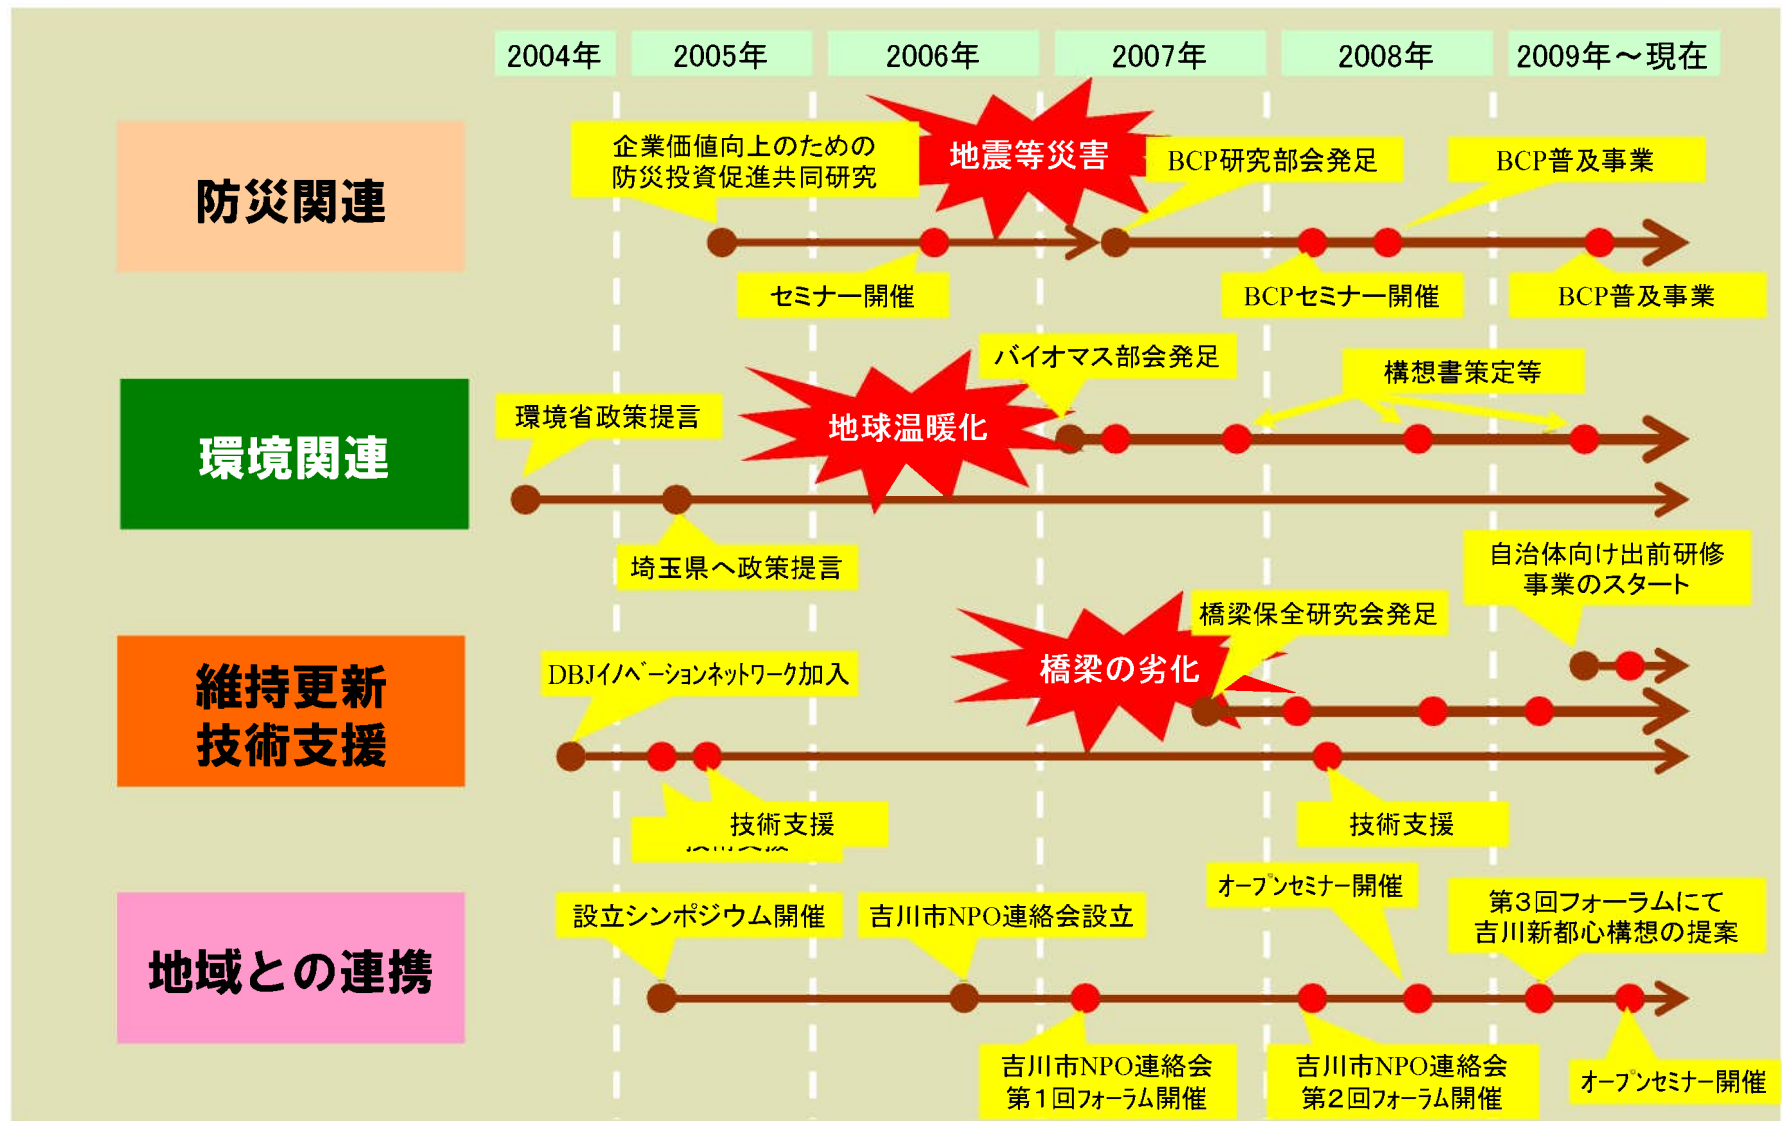 2004年
2005年
2006年
2007年
2008年
2009年～現在
防災関連
企業価値向上のための
防災投資促進共同研究
地震等災害
BCP研究部会発足
BCP普及事業
セミナー開催
BCPセミナー開催
BCP普及事業
環境関連
環境省政策提言
地球温暖化
バイオマス部会発足
構想書策定等
埼玉県へ政策提言
維持更新
技術支援
DBJイノベーションネットワーク加入
橋梁の劣化
橋梁保全研究会発足
自治体向け出前研修
事業のスタート
技術支援
技術支援
技術支援
地域との連携
設立シンポジウム開催
吉川市NPO連絡会設立
オープンセミナー開催
第３回フォーラムにて
吉川新都心構想の提案
吉川市NPO連絡会
第１回フォーラム開催
吉川市NPO連絡会
第２回フォーラム開催
オープンセミナー開催